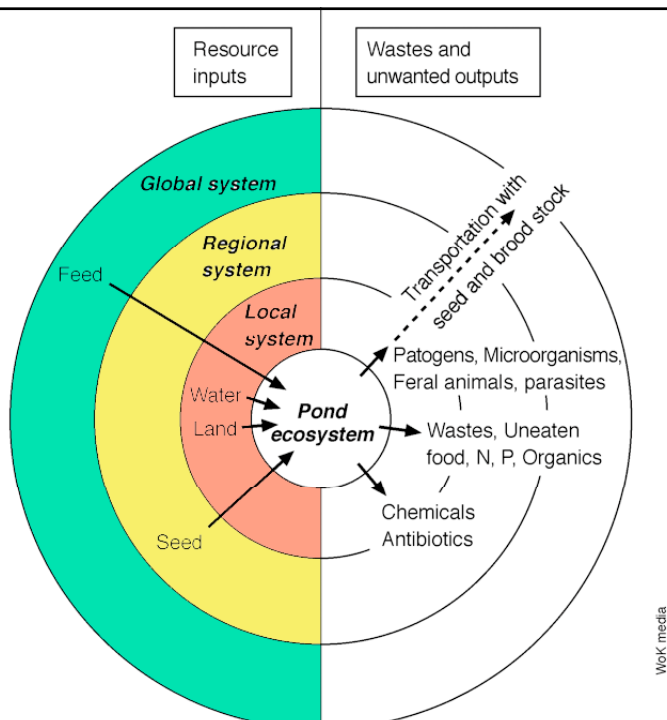 Resource
inputs
Wastes and
unwanted outputs
Global system
Regional
system
Feed
Local
system
Water
Land
Pond
ecosystem
Seed
Transportation with
seed and brood stock
Patogens, Microorganisms,
Feral animals, parasites
Wastes, Uneaten
food, N, P, Organics
Chemicals
Antibiotics
WoK media